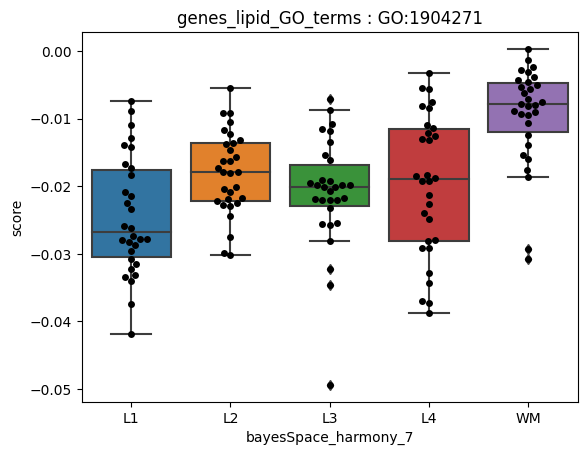 genes_lipid_GO_terms : GO:1904271
0.00
−0.01
−0.02
−0.03
−0.04
−0.05
score
L1 L2 L3 L4 WM
bayesSpace_harmony_7